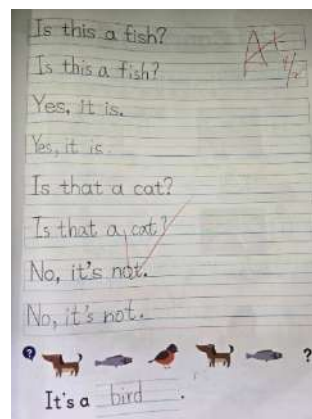 Is this a fish?
A+
Is this a fish?
Yes, it is.
Yes, it is.
Is that a cat?
Is that a cat?
No, it's not.
No, it's not.
?
?
It's a bird.